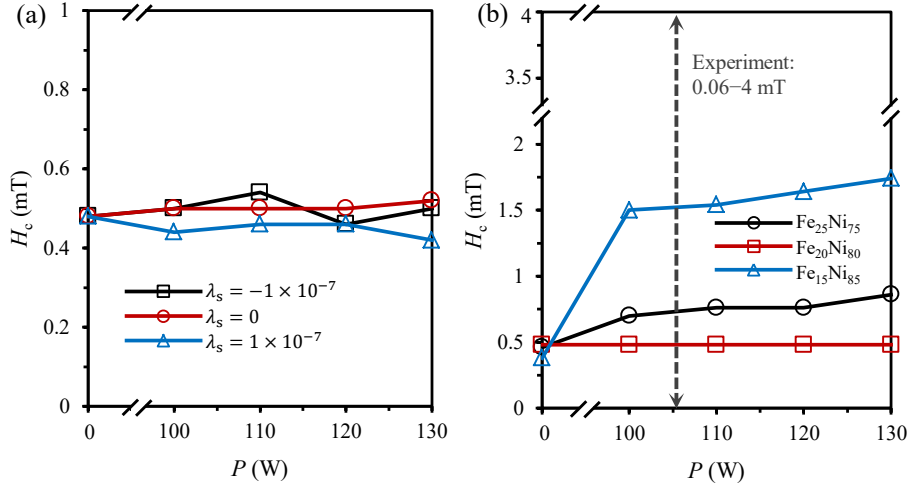 (a)
1
0.8
0.6
0.4
0.2
0
H_c (mT)
λ_s = −1 × 10⁻⁷
λ_s = 0
λ_s = 1 × 10⁻⁷
0 100 110 120 130
P (W)
(b)
4
3.5
2
1.5
1
0.5
0
H_c (mT)
Experiment:
0.06−4 mT
Fe₂₅Ni₇₅
Fe₂₀Ni₈₀
Fe₁₅Ni₈₅
0 100 110 120 130
P (W)